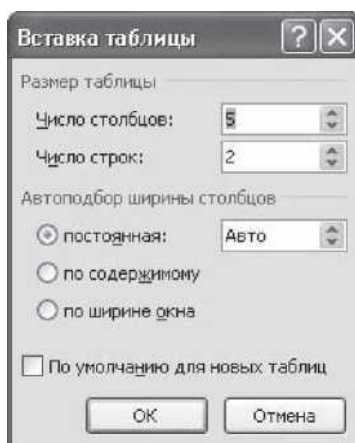 Вставка таблицы
Размер таблицы
Число столбцов: 5
Число строк: 2
Автоподбор ширины столбцов
постоянная: Авто
по содержимому
по ширине окна
По умолчанию для новых таблиц
ОК Отмена